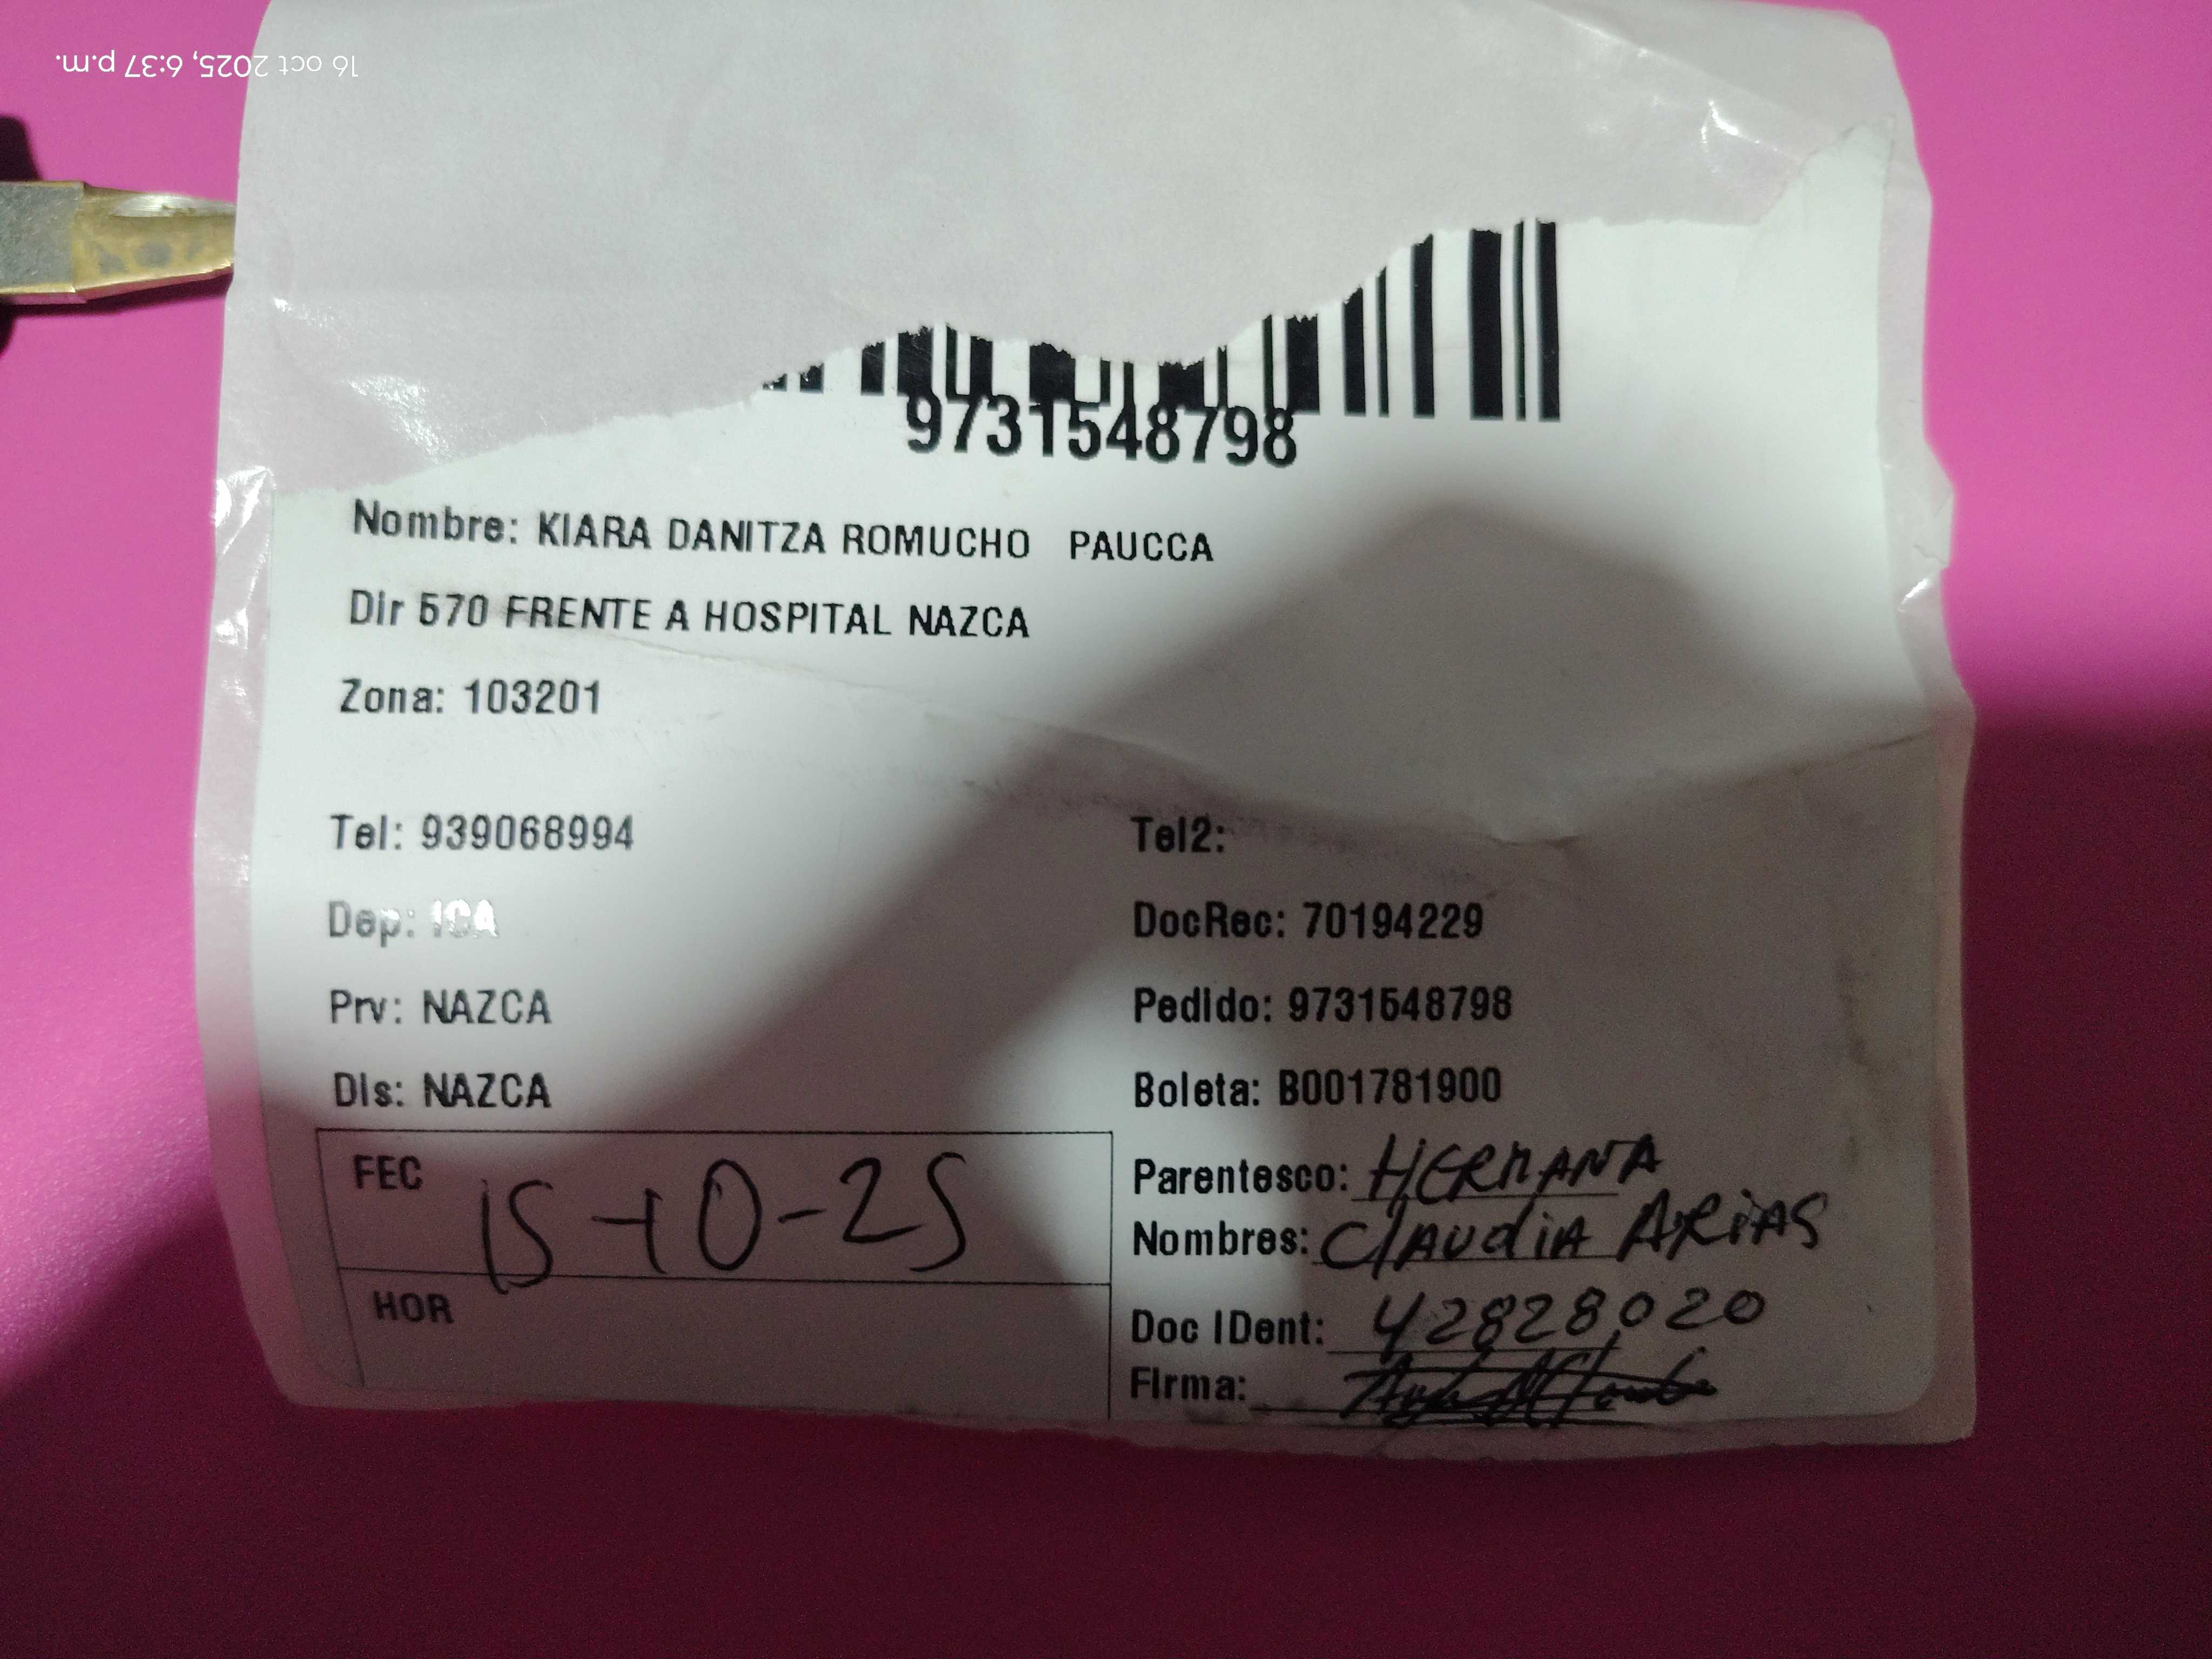 16 oct 2025, 6:37 p.m.
9731548798
Nombre: KIARA DANITZA ROMUCHO PAUCCA
Dir 570 FRENTE A HOSPITAL NAZCA
Zona: 103201
Tel: 939068994
Tel2:
Dep: ICA
DocRec: 70194229
Prv: NAZCA
Pedido: 9731548798
Dis: NAZCA
Boleta: B001781900
FEC 15-10-25
Parentesco: HERMANA
Nombres: Claudia ARiAS
HOR
Doc IDent: 42828020
Firma: